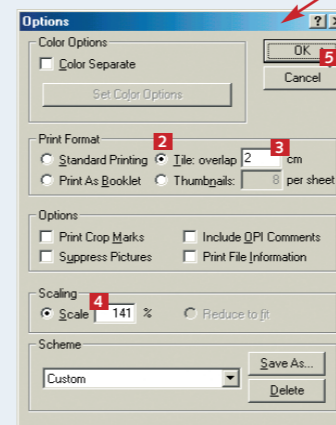 Options
Color Options
Color Separate
Set Color Options
OK
5
Cancel
Print Format
2
3
Standard Printing Tile: overlap 2 cm
Print As Booklet Thumbnails: 8 per sheet
Options
Print Crop Marks Include OPI Comments
Suppress Pictures Print File Information
Scaling
4
Scale 141 % Reduce to fit
Scheme
Custom
Save As...
Delete